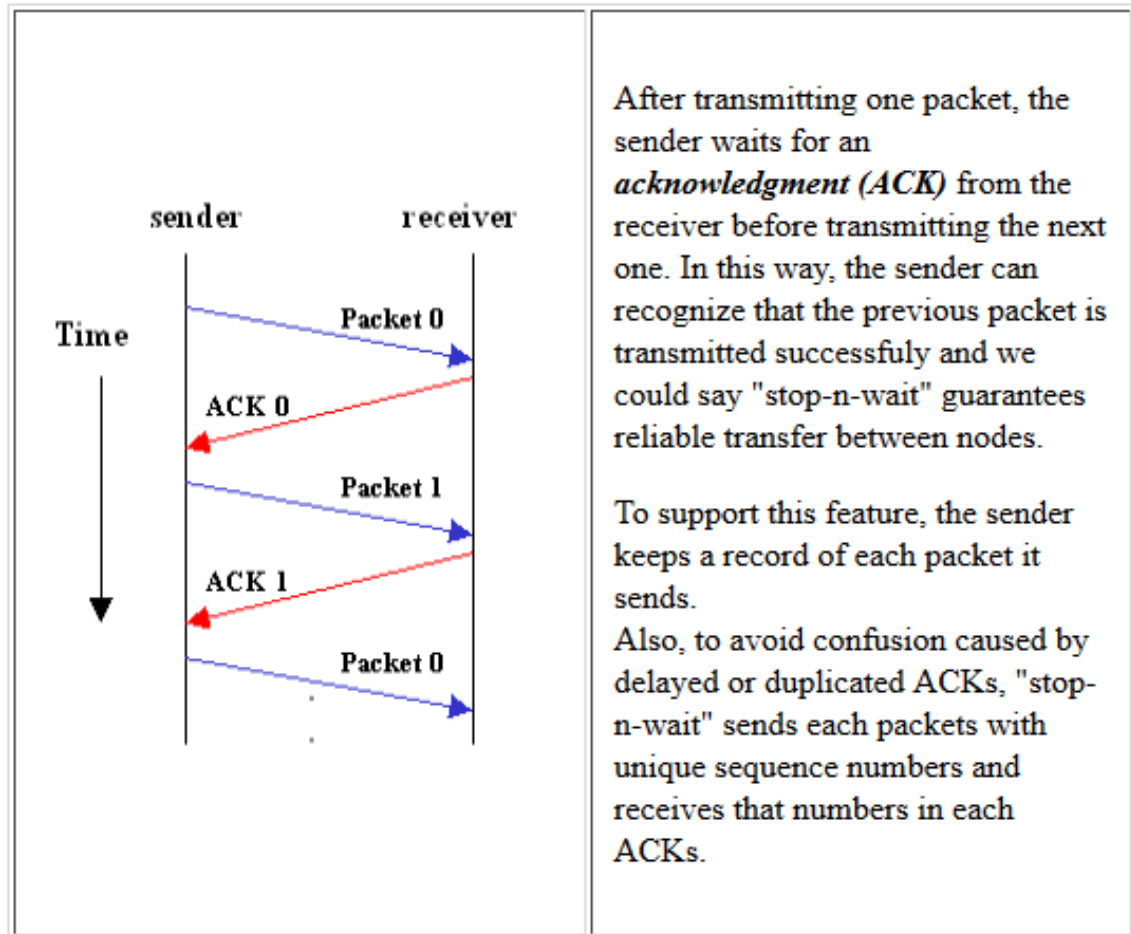 sender receiver
Packet 0
Time
ACK 0
Packet 1
ACK 1
Packet 0
After transmitting one packet, the
sender waits for an
acknowledgment (ACK) from the
receiver before transmitting the next
one. In this way, the sender can
recognize that the previous packet is
transmitted successfuly and we
could say "stop-n-wait" guarantees
reliable transfer between nodes.
To support this feature, the sender
keeps a record of each packet it
sends.
Also, to avoid confusion caused by
delayed or duplicated ACKs, "stop-
n-wait" sends each packets with
unique sequence numbers and
receives that numbers in each
ACKs.